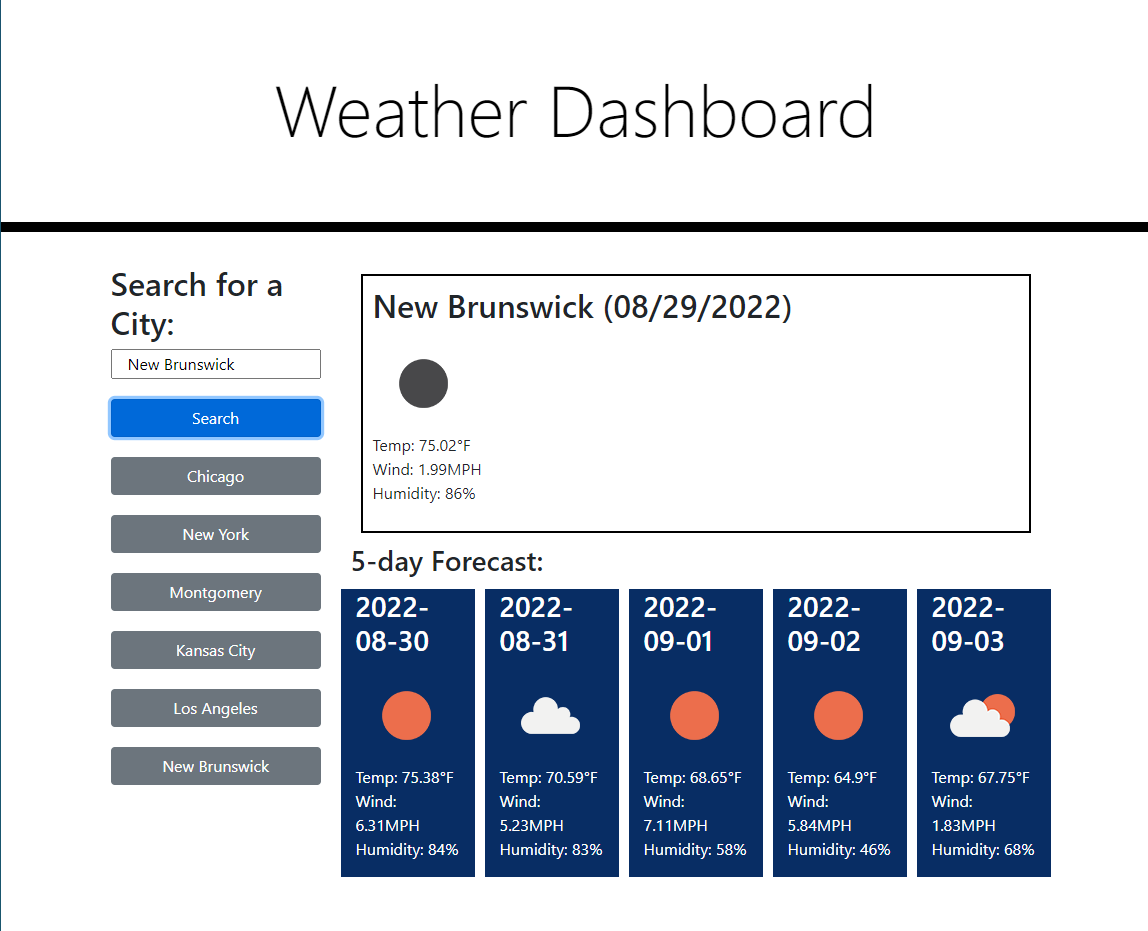 Weather Dashboard
Search for a
City:
New Brunswick
Search
Chicago
New York
Montgomery
Kansas City
Los Angeles
New Brunswick
New Brunswick (08/29/2022)
Temp: 75.02°F
Wind: 1.99MPH
Humidity: 86%
5-day Forecast:
2022-
08-30
Temp: 75.38°F
Wind:
6.31MPH
Humidity: 84%
2022-
08-31
Temp: 70.59°F
Wind:
5.23MPH
Humidity: 83%
2022-
09-01
Temp: 68.65°F
Wind:
7.11MPH
Humidity: 58%
2022-
09-02
Temp: 64.9°F
Wind:
5.84MPH
Humidity: 46%
2022-
09-03
Temp: 67.75°F
Wind:
1.83MPH
Humidity: 68%